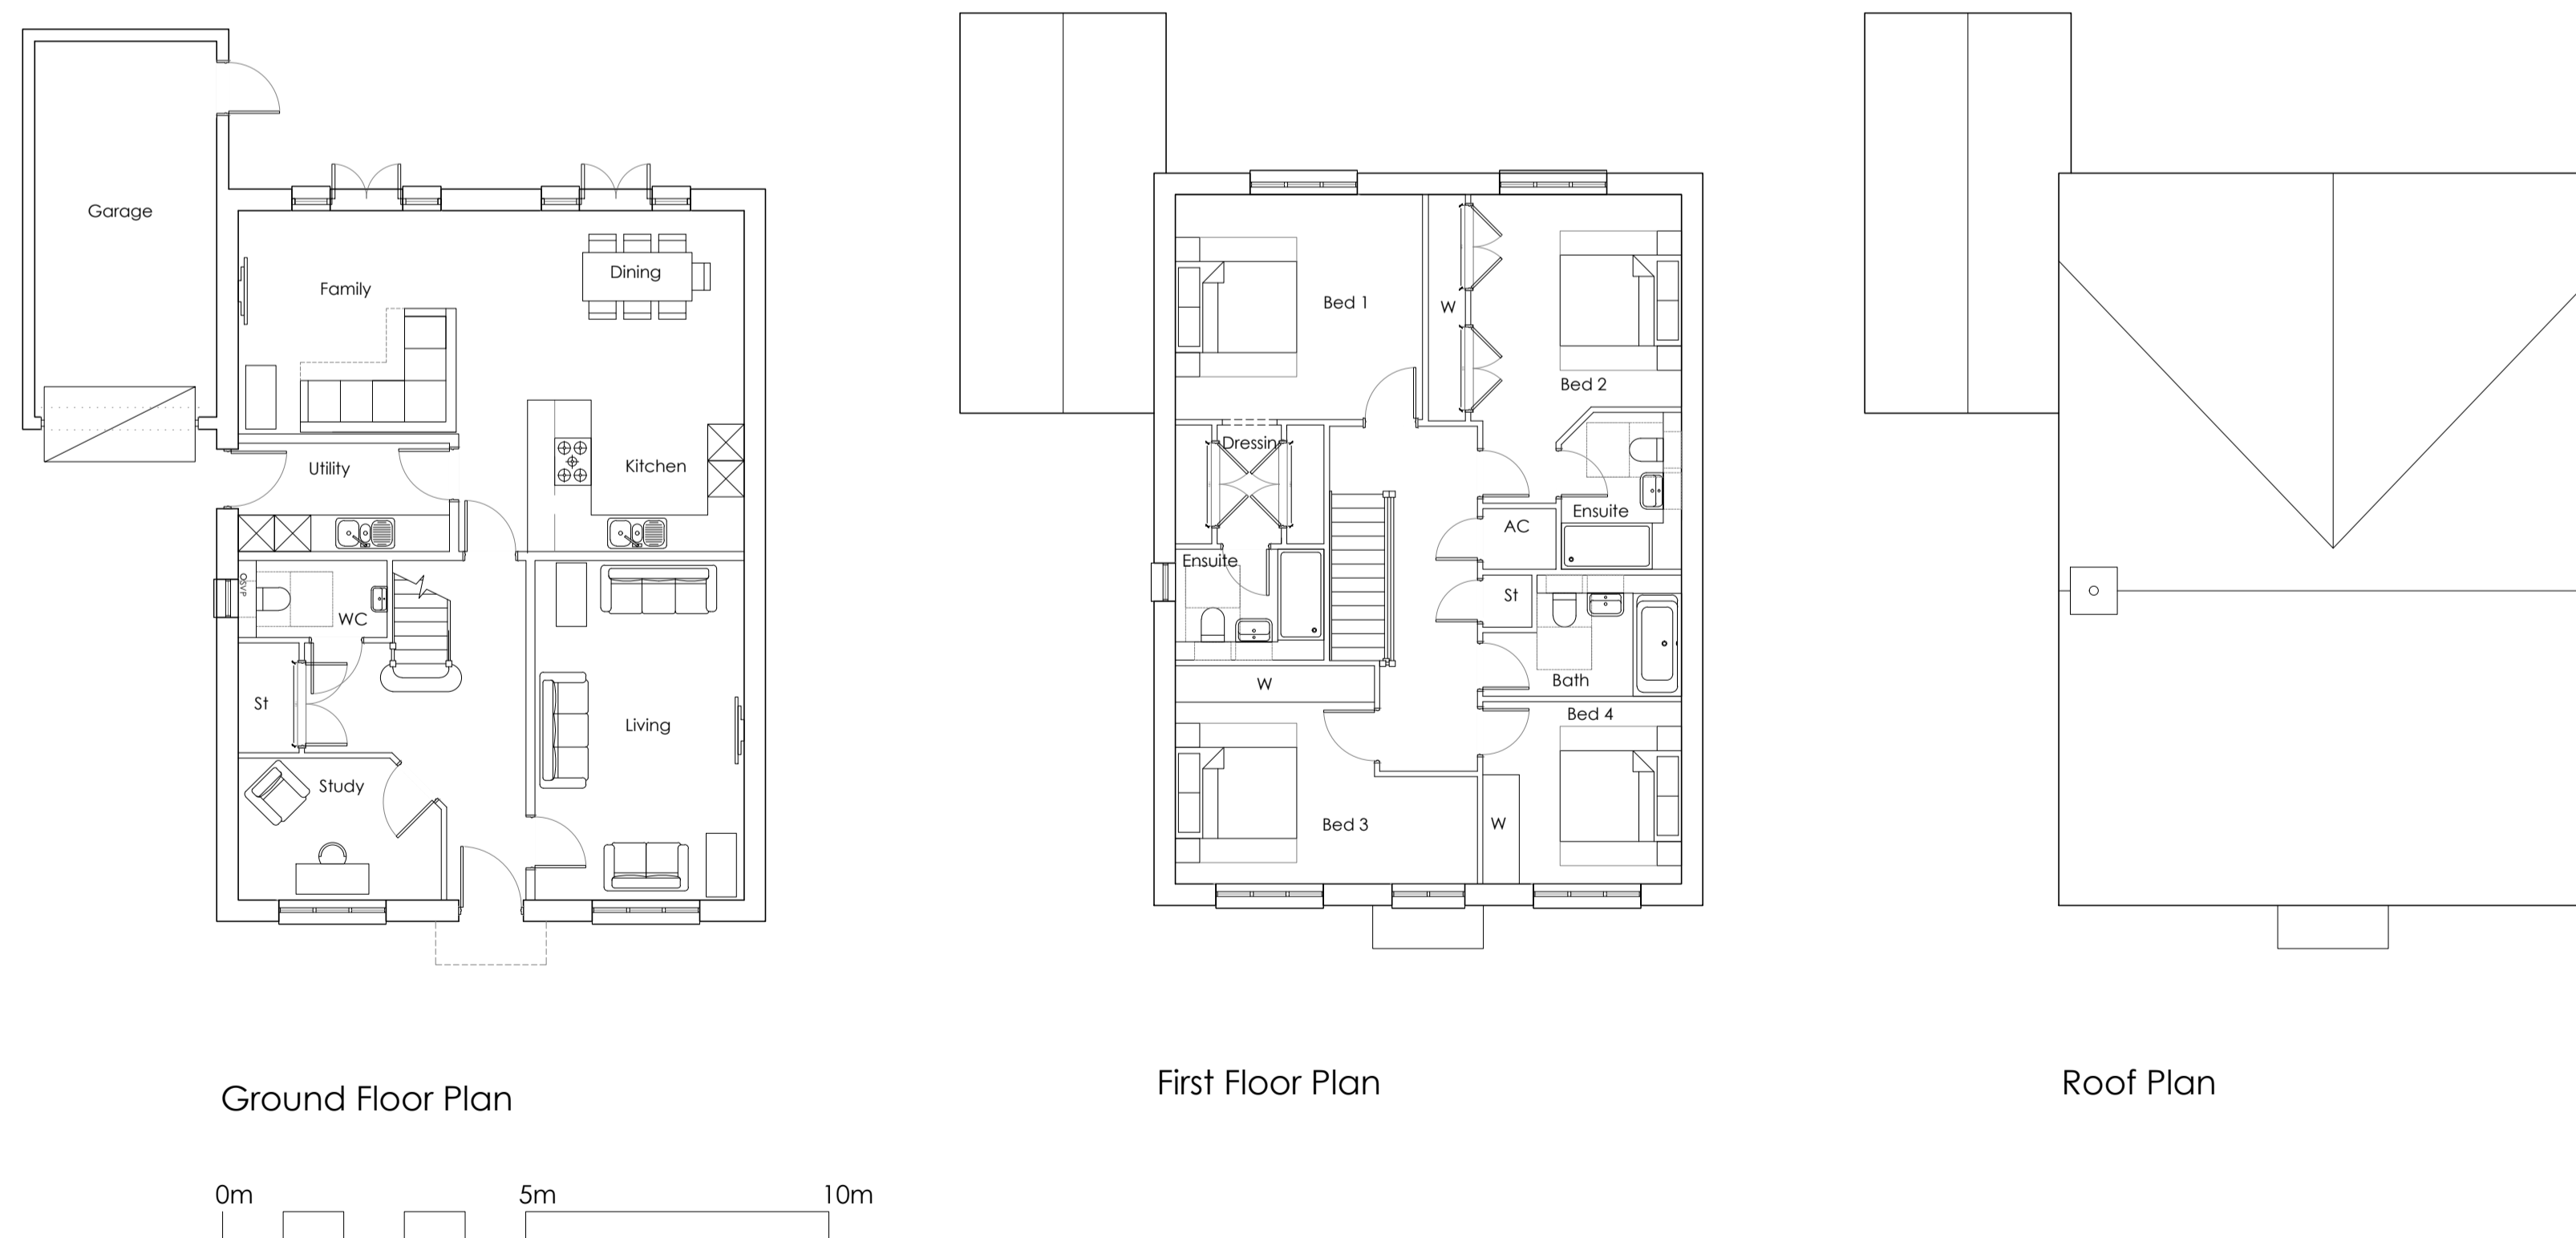 Garage
Family
Dining
Utility
Kitchen
OSVP
WC
St
Living
Study
Ground Floor Plan
0m
5m
10m
Bed 1
W
Bed 2
Dressin
AC
Ensuite
Ensuite
St
W
Bath
Bed 4
Bed 3
W
First Floor Plan
Roof Plan